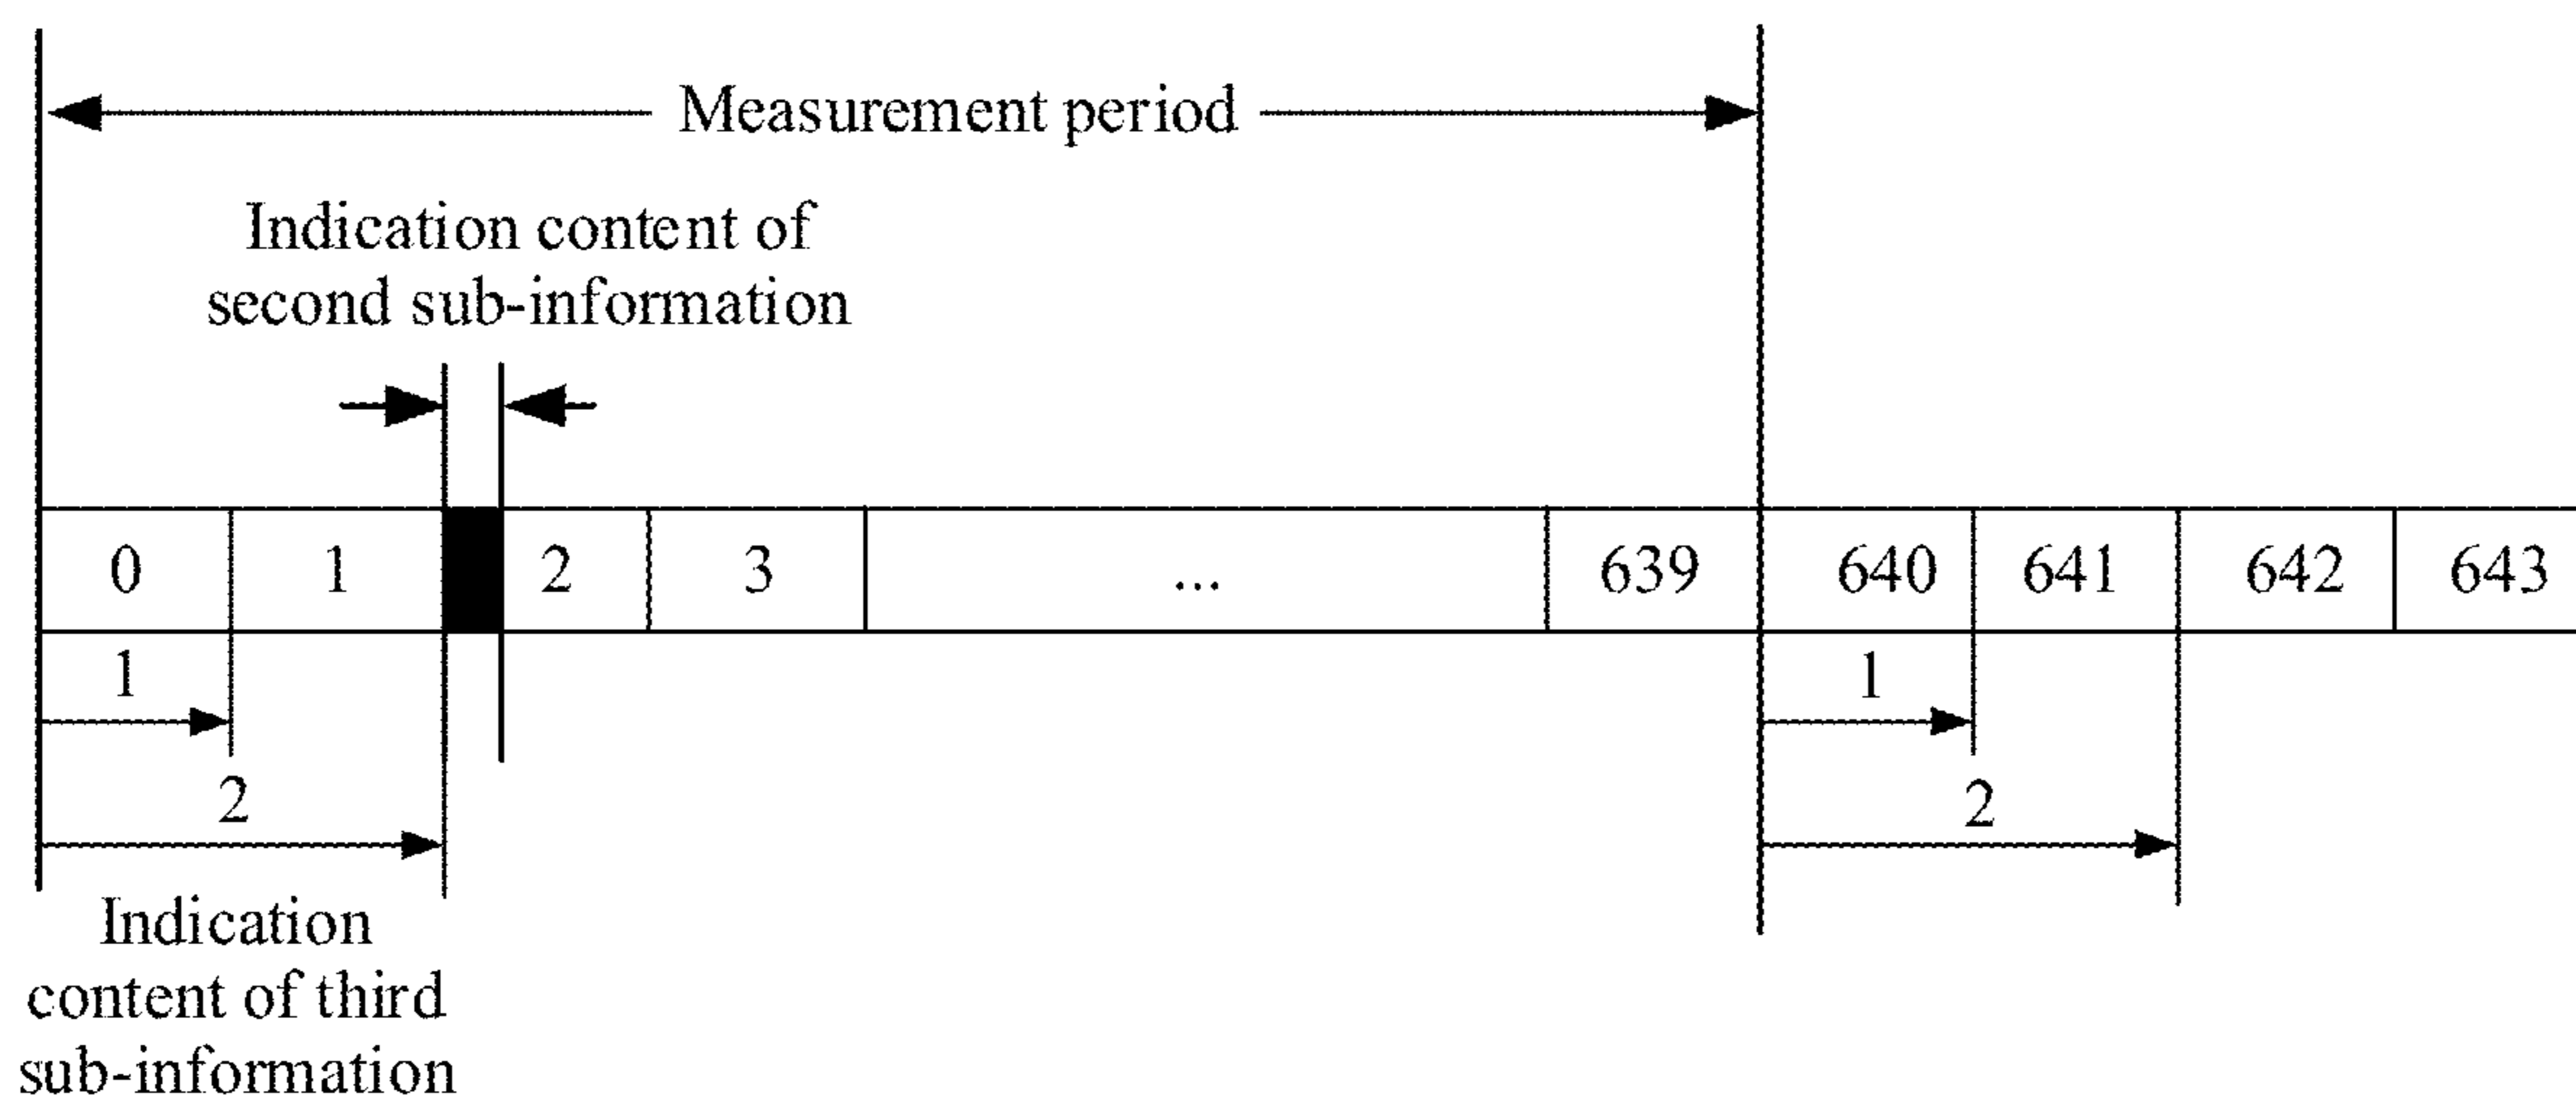 Measurement period
Indication content of
second sub-information
0 1 2 3 ... 639 640 641 642 643
1 1
2 2
Indication
content of third
sub-information